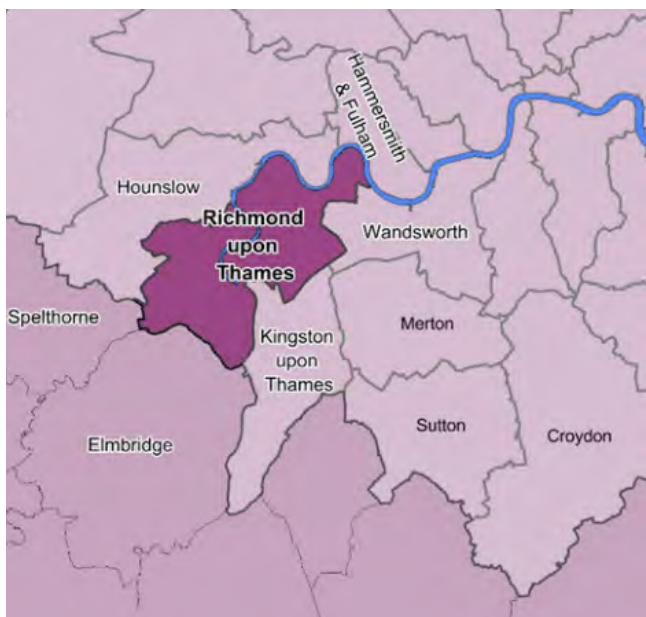 Hammersmith
& Fulham
Hounslow
Richmond
upon
Thames
Wandsworth
Spelthorne
Merton
Kingston
upon
Thames
Elmbridge
Sutton
Croydon